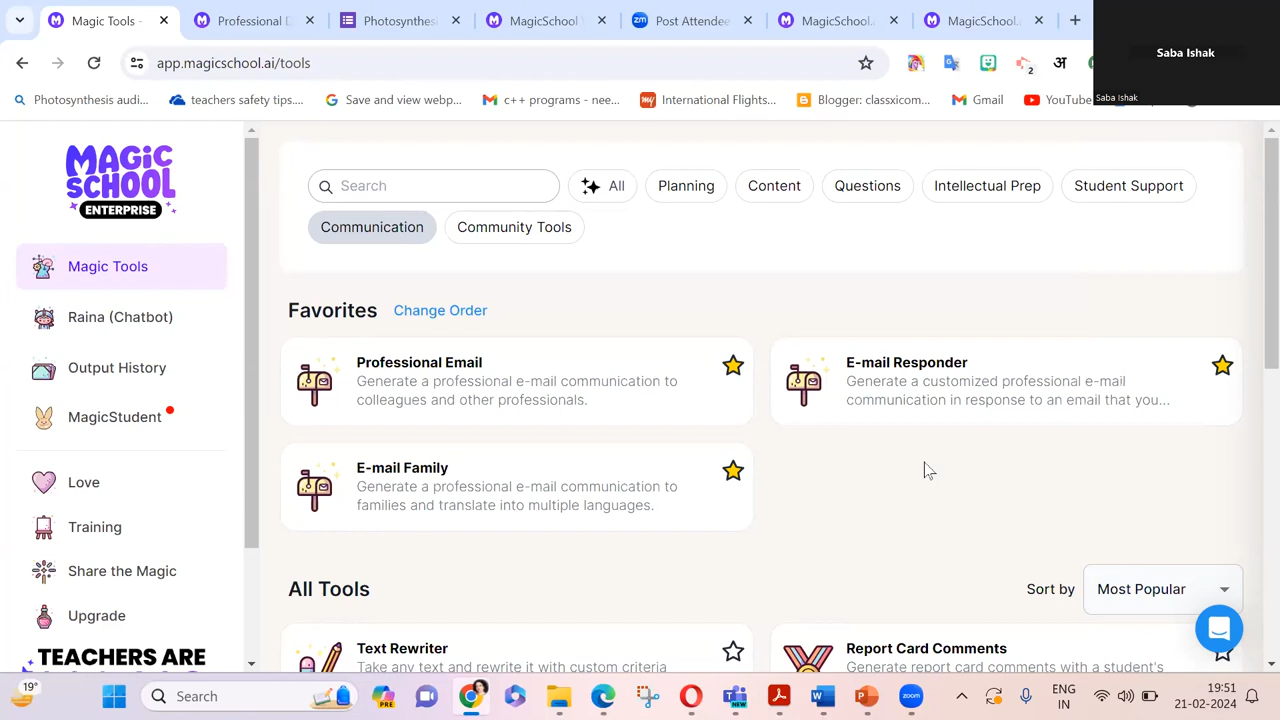 Magic Tools -
Professional D
Photosynthesi
MagicSchool
Post Attendee
MagicSchool.
MagicSchool.
Saba Ishak
Saba Ishak
app.magicschool.ai/tools
2
अ
Photosynthesis audi...
teachers safety tips....
Save and view webp...
c++ programs - nee...
International Flights...
Blogger: classxicom...
Gmail
YouTube
MAGIC
SCHOOL
ENTERPRISE
Search
All
Planning
Content
Questions
Intellectual Prep
Student Support
Communication
Community Tools
Magic Tools
Raina (Chatbot)
Output History
MagicStudent
Love
Training
Share the Magic
Upgrade
TEACHERS ARE
Favorites
Change Order
Professional Email
Generate a professional e-mail communication to
colleagues and other professionals.
E-mail Responder
Generate a customized professional e-mail
communication in response to an email that you...
E-mail Family
Generate a professional e-mail communication to
families and translate into multiple languages.
All Tools
Sort by
Most Popular
Text Rewriter
Take any text and rewrite it with custom criteria
Report Card Comments
Generate report card comments with a student's
19°
Search
PRE
NEW
ENG
IN
19:51
21-02-2024